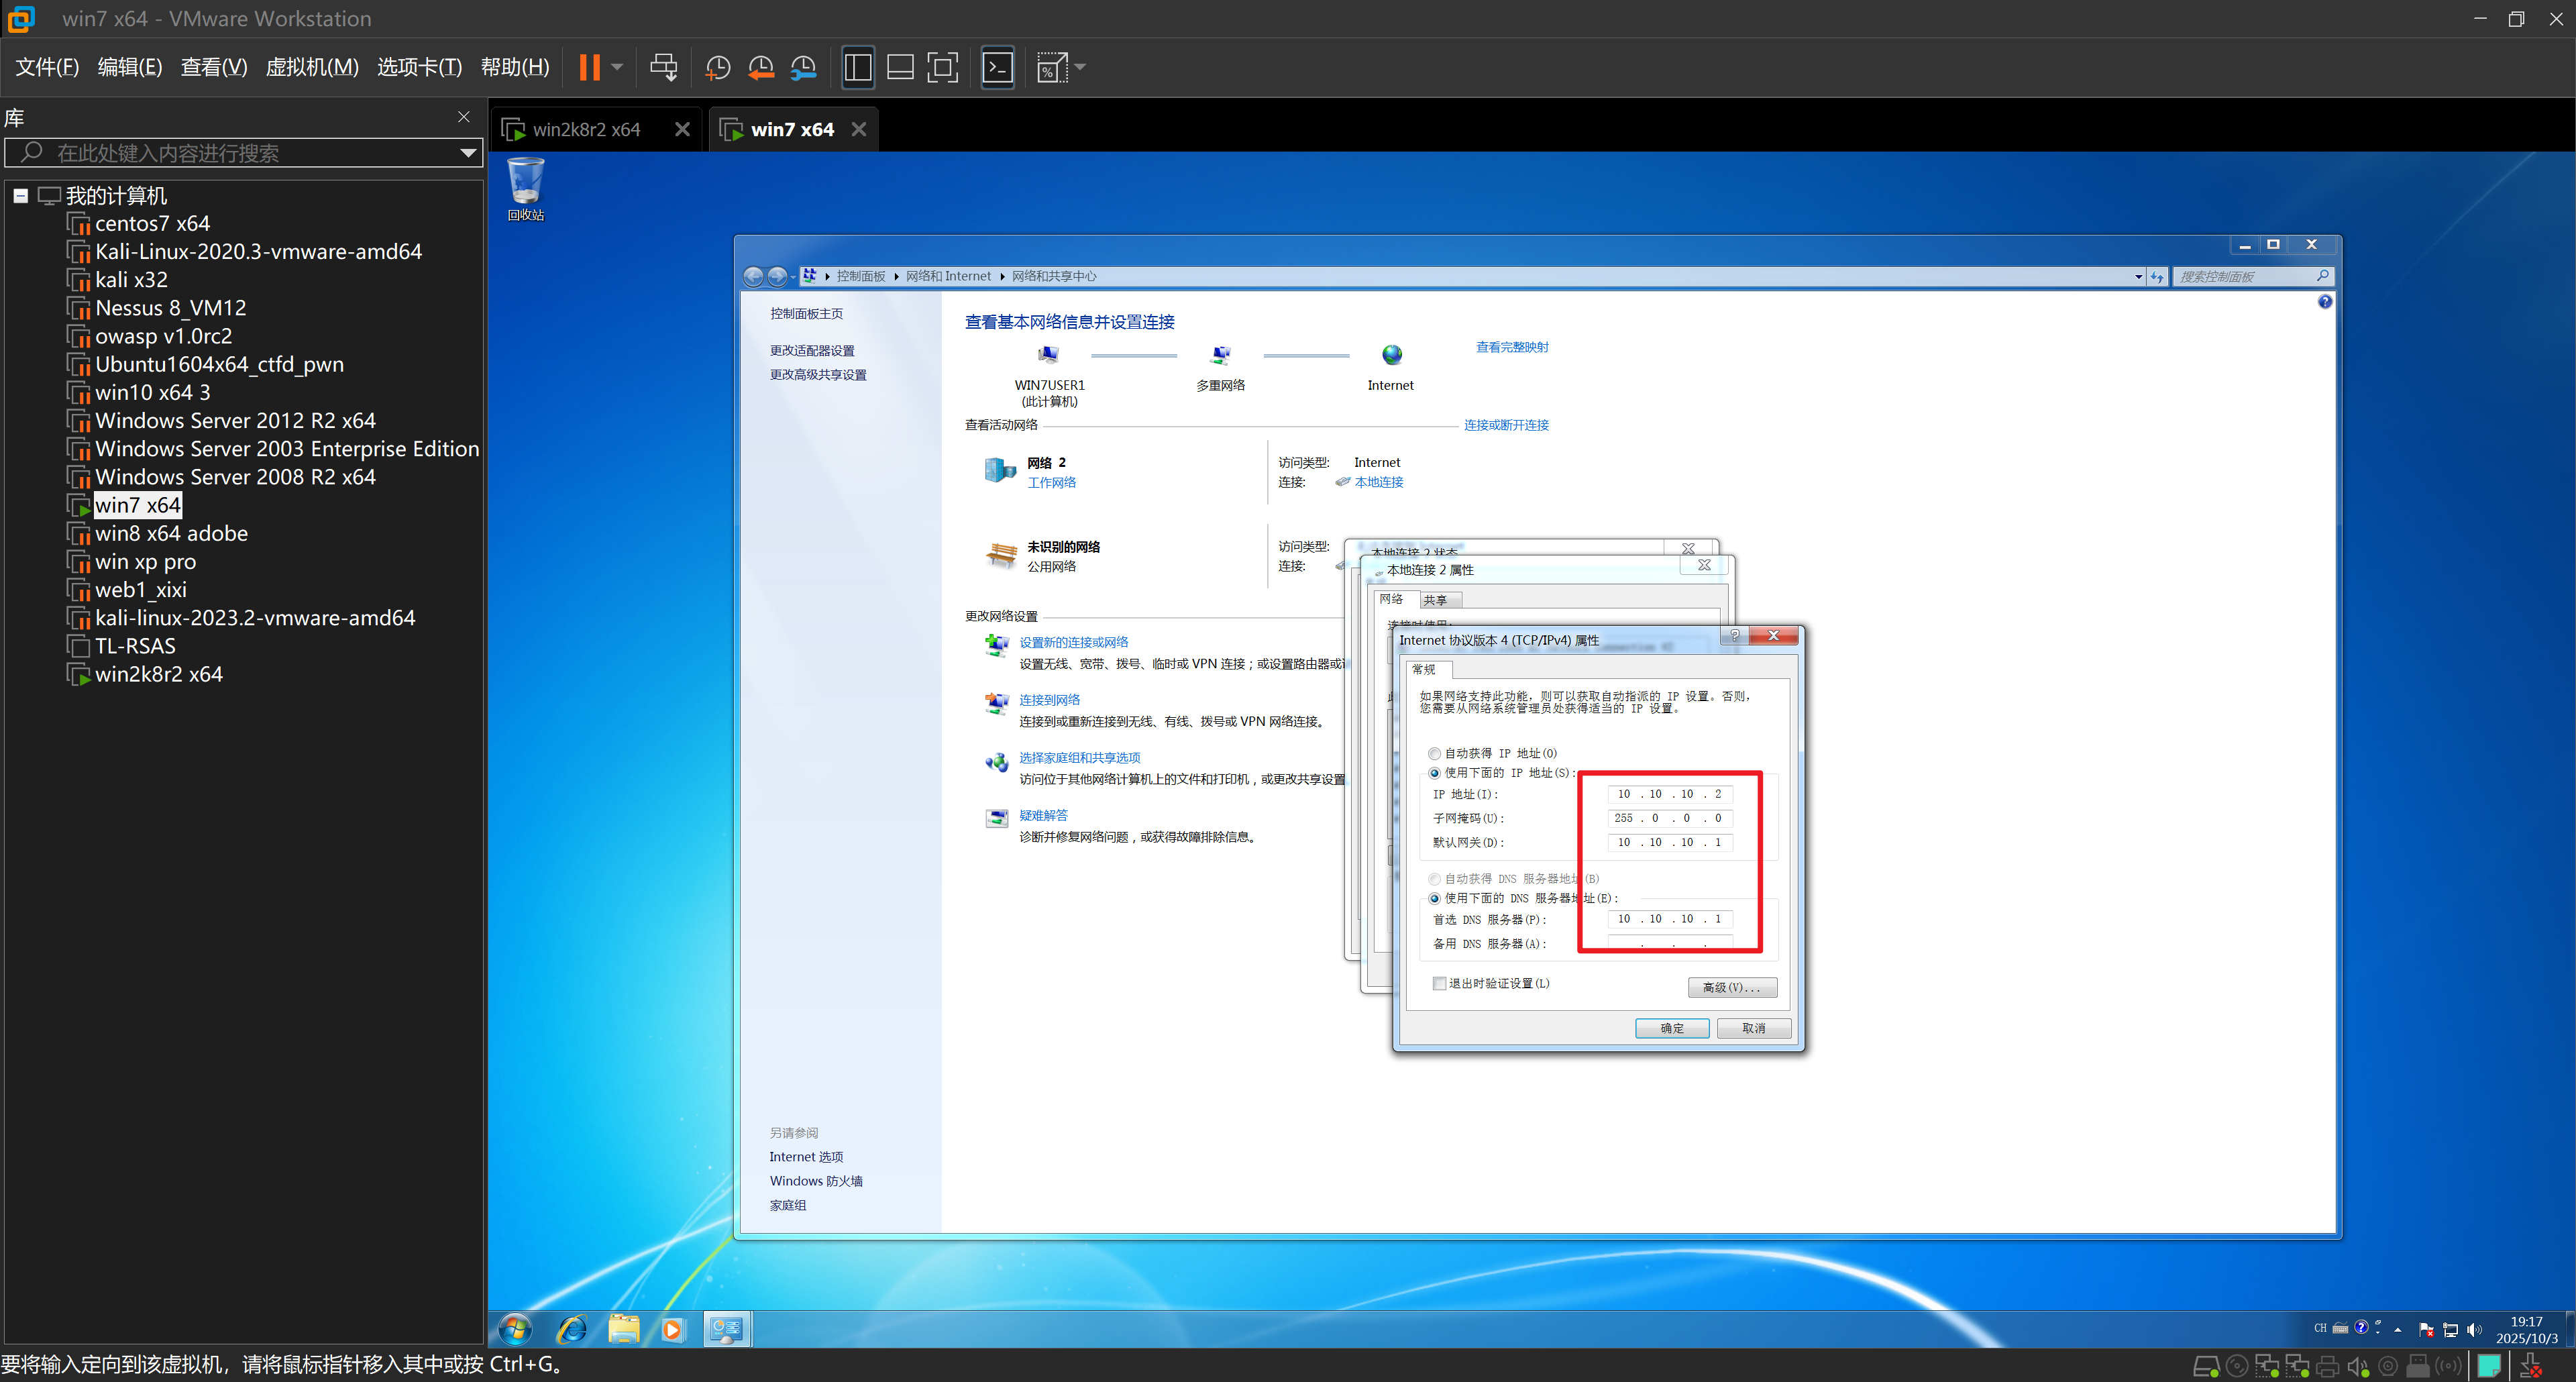 win7 x64 - VMware Workstation
文件(F) 编辑(E) 查看(V) 虚拟机(M) 选项卡(T) 帮助(H)
库
在此处键入内容进行搜索
我的计算机
centos7 x64
Kali-Linux-2020.3-vmware-amd64
kali x32
Nessus 8_VM12
owasp v1.0rc2
Ubuntu1604x64_ctfd_pwn
win10 x64 3
Windows Server 2012 R2 x64
Windows Server 2003 Enterprise Edition
Windows Server 2008 R2 x64
win7 x64
win8 x64 adobe
win xp pro
web1_xixi
kali-linux-2023.2-vmware-amd64
TL-RSAS
win2k8r2 x64
win2k8r2 x64
win7 x64
回收站
控制面板 网络和 Internet 网络和共享中心
搜索控制面板
控制面板主页
更改适配器设置
更改高级共享设置
查看基本网络信息并设置连接
查看完整映射
WIN7USER1
(此计算机)
多重网络
Internet
查看活动网络
连接或断开连接
网络 2
工作网络
访问类型: Internet
连接: 本地连接
未识别的网络
公用网络
访问类型:
连接:
更改网络设置
设置新的连接或网络
设置无线、宽带、拨号、临时或 VPN 连接；或设置路由器或
连接到网络
连接到或重新连接到无线、有线、拨号或 VPN 网络连接。
选择家庭组和共享选项
访问位于其他网络计算机上的文件和打印机，或更改共享设置
疑难解答
诊断并修复网络问题，或获得故障排除信息。
另请参阅
Internet 选项
Windows 防火墙
家庭组
本地连接 2 状态
本地连接 2 属性
网络 共享
连接时使用:
Internet 协议版本 4 (TCP/IPv4) 属性
常规
如果网络支持此功能，则可以获取自动指派的 IP 设置。否则，
您需要从网络系统管理员处获得适当的 IP 设置。
自动获得 IP 地址(O)
使用下面的 IP 地址(S):
IP 地址(I): 10 . 10 . 10 . 2
子网掩码(U): 255 . 0 . 0 . 0
默认网关(D): 10 . 10 . 10 . 1
自动获得 DNS 服务器地址(B)
使用下面的 DNS 服务器地址(E):
首选 DNS 服务器(P): 10 . 10 . 10 . 1
备用 DNS 服务器(A): . . .
退出时验证设置(L)
高级(V)...
确定 取消
CH
19:17
2025/10/3
要将输入定向到该虚拟机，请将鼠标指针移入其中或按 Ctrl+G。